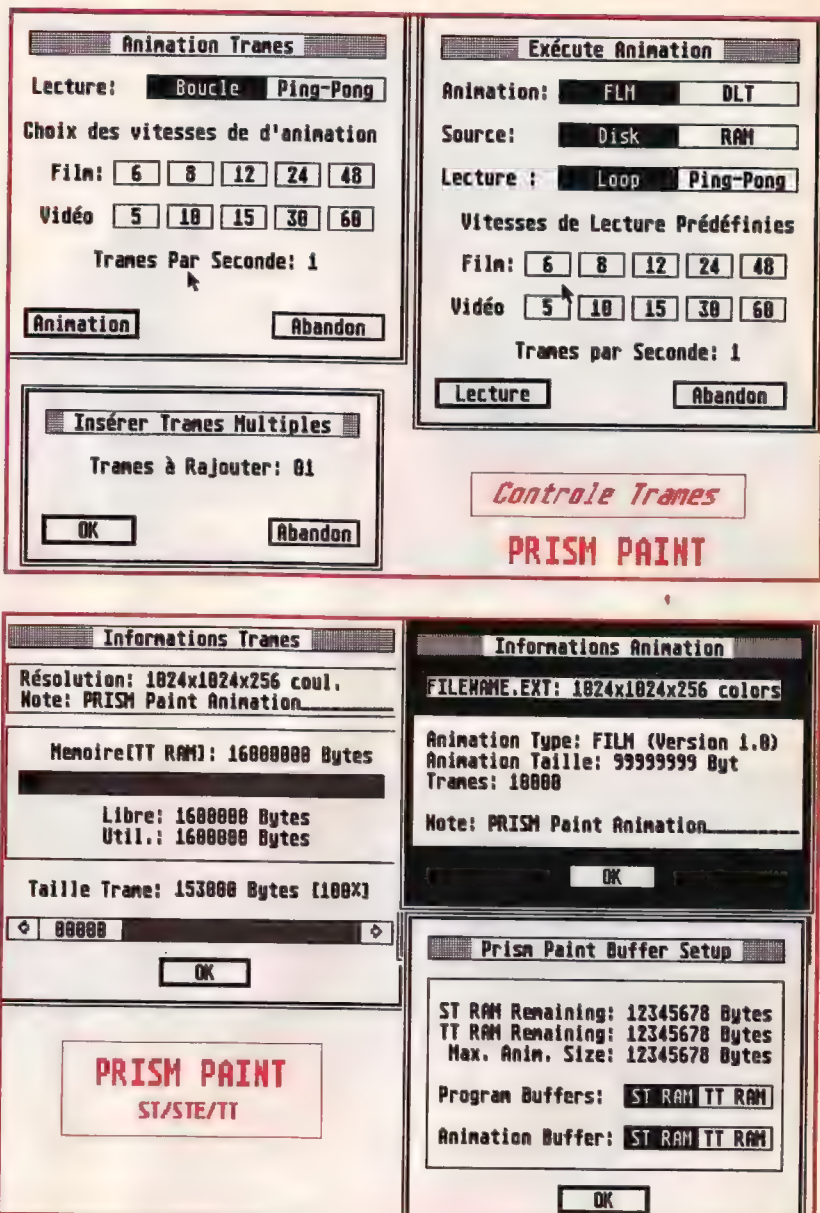 Animation Trames
Lecture: Boucle Ping-Pong
Choix des vitesses de d'animation
Film: 6 8 12 24 48
Vidéo 5 10 15 30 60
Trames Par Seconde: 1
Animation Abandon
Exécute Animation
Animation: FLM DLT
Source: Disk RAM
Lecture : Loop Ping-Pong
Vitesses de Lecture Prédéfinies
Film: 6 8 12 24 48
Vidéo 5 10 15 30 60
Trames par Seconde: 1
Lecture Abandon
Insérer Trames Multiples
Trames à Rajouter: 01
OK Abandon
Controle Trames
PRISM PAINT
Informations Trames
Résolution: 1024x1024x256 coul.
Note: PRISM Paint Animation
Memoire[TT RAM]: 16000000 Bytes
Libre: 1600000 Bytes
Util.: 1600000 Bytes
Taille Trame: 153000 Bytes [100%]
00000
OK
PRISM PAINT
ST/STE/TT
Informations Animation
FILENAME.EXT: 1024x1024x256 colors
Animation Type: FILM (Version 1.0)
Animation Taille: 99999999 Byt
Trames: 10000
Note: PRISM Paint Animation
OK
Prism Paint Buffer Setup
ST RAM Remaining: 12345678 Bytes
TT RAM Remaining: 12345678 Bytes
Max. Anim. Size: 12345678 Bytes
Program Buffers: ST RAM TT RAM
Animation Buffer: ST RAM TT RAM
OK